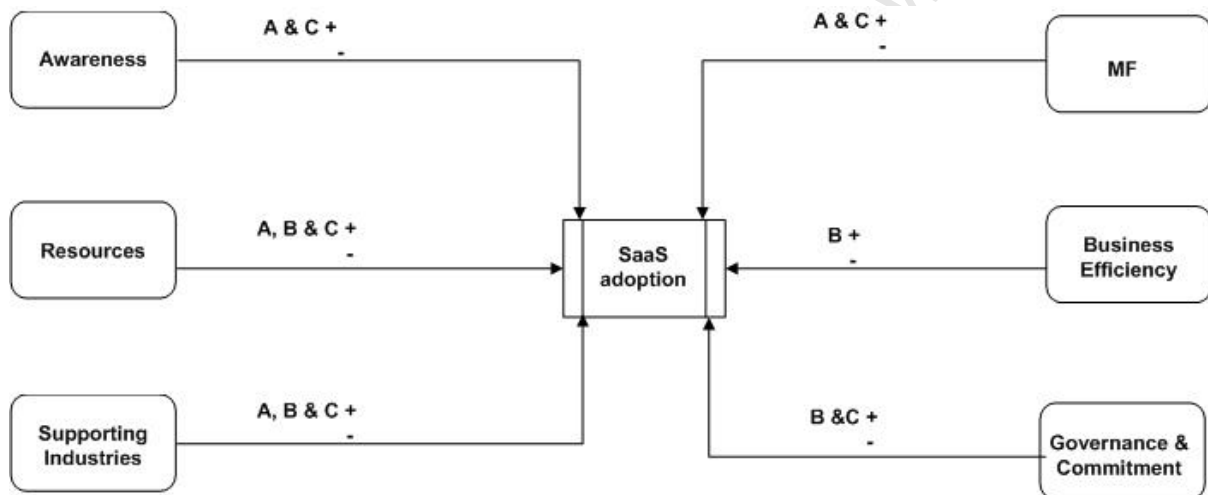 A & C +
-
Awareness
A & C +
-
MF
A, B & C +
-
Resources
SaaS
adoption
B +
-
Business
Efficiency
A, B & C +
-
Supporting
Industries
B &C +
-
Governance &
Commitment